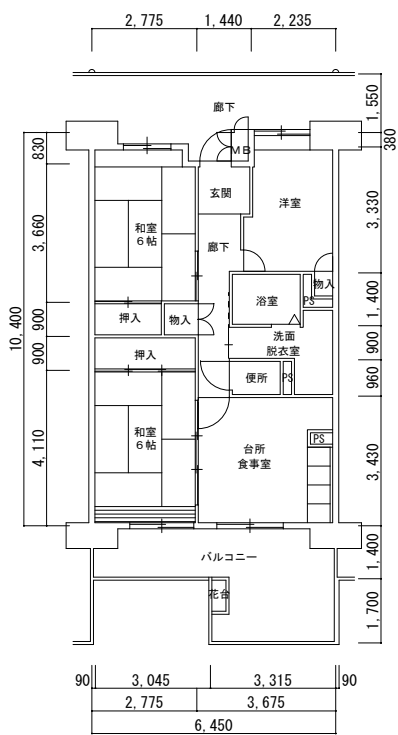 2,775 1,440 2,235
廊下
1,550
380
830
MB
玄関
洋室
3,330
3,660
和室
6帖
廊下
物入
浴室
PS
1,400
10,400
900
押入
物入
洗面
脱衣室
900
900
押入
便所
PS
960
和室
6帖
4,110
台所
食事室
PS
3,430
バルコニー
1,400
花台
1,700
90 3,045 3,315 90
2,775 3,675
6,450